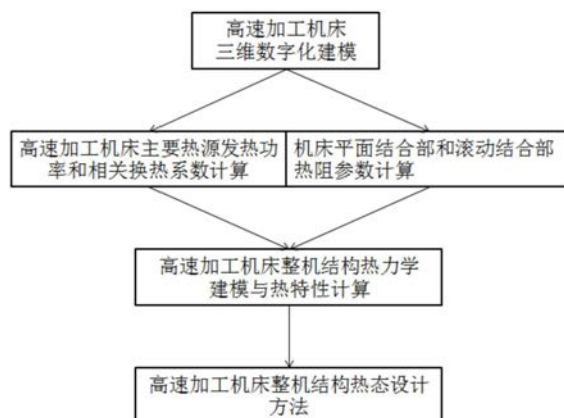 高速加工机床
三维数字化建模
高速加工机床主要热源发热功
率和相关换热系数计算
机床平面结合部和滚动结合部
热阻参数计算
高速加工机床整机结构热力学
建模与热特性计算
高速加工机床整机结构热态设计
方法